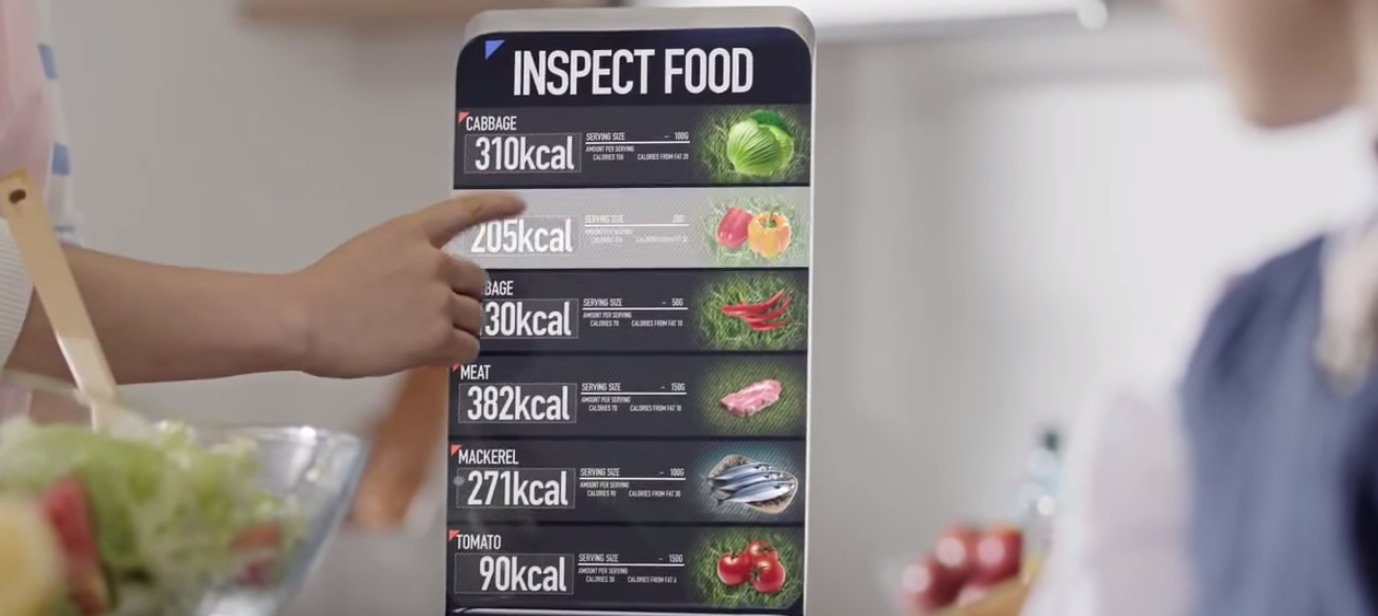 INSPECT FOOD
CABBAGE
310kcal
SERVING SIZE - 100G
AMOUNT PER SERVING
CALORIES 150 CALORIES FROM FAT 20
205kcal
SERVING SIZE
30kcal
SERVING SIZE - 50G
AMOUNT PER SERVING
CALORIES 70 CALORIES FROM FAT 10
MEAT
382kcal
SERVING SIZE - 150G
AMOUNT PER SERVING
CALORIES 70 CALORIES FROM FAT 10
MACKEREL
271kcal
SERVING SIZE - 100G
AMOUNT PER SERVING
CALORIES 90 CALORIES FROM FAT 30
TOMATO
90kcal
SERVING SIZE - 150G
AMOUNT PER SERVING
CALORIES 30 CALORIES FROM FAT 6